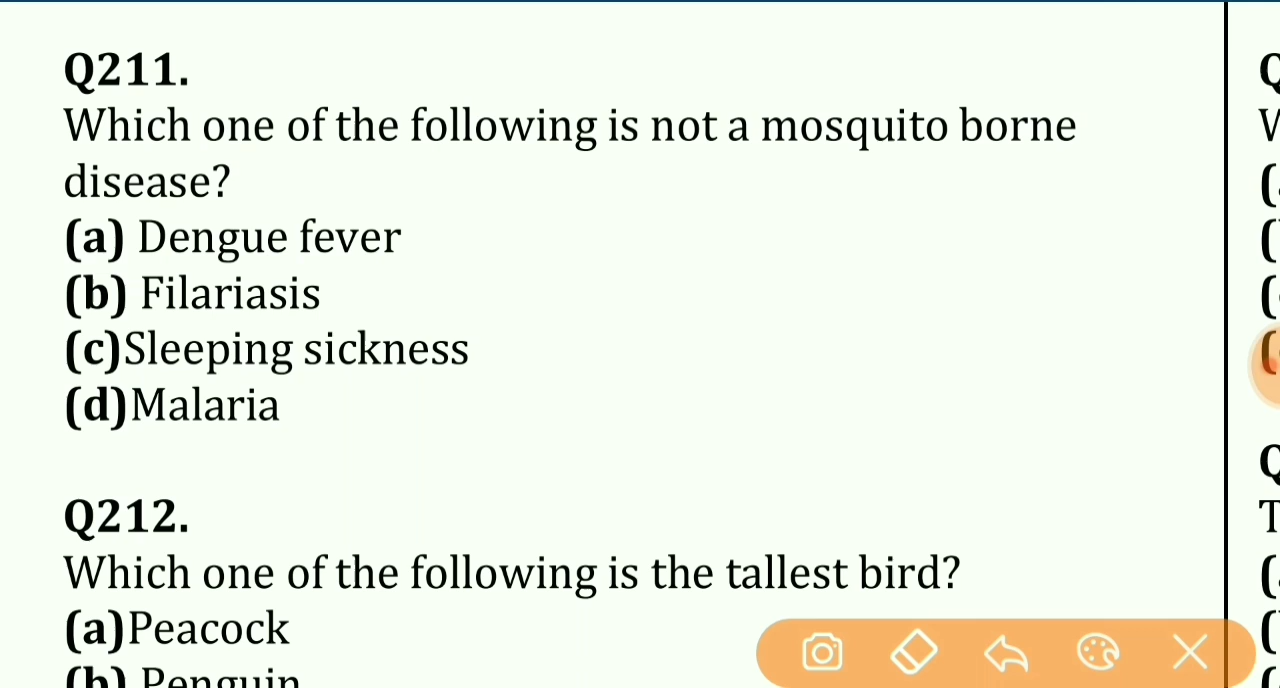 Q211.
Which one of the following is not a mosquito borne
disease?
(a) Dengue fever
(b) Filariasis
(c)Sleeping sickness
(d)Malaria
Q212.
Which one of the following is the tallest bird?
(a)Peacock
(b) Penguin